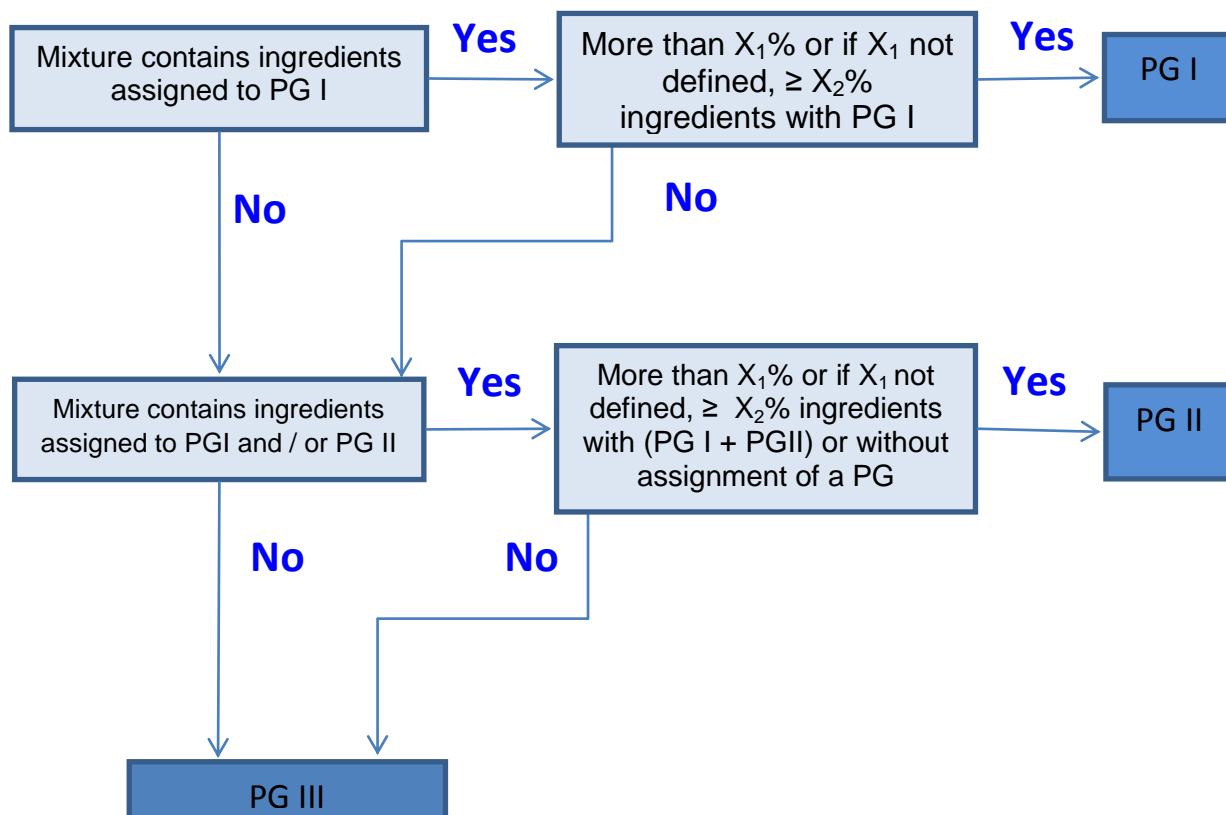 Mixture contains ingredients
assigned to PG I
Yes
More than X₁% or if X₁ not
defined, ≥ X₂%
ingredients with PG I
Yes
PG I
No
No
Mixture contains ingredients
assigned to PGI and / or PG II
Yes
More than X₁% or if X₁ not
defined, ≥ X₂% ingredients
with (PG I + PGII) or without
assignment of a PG
Yes
PG II
No
No
PG III